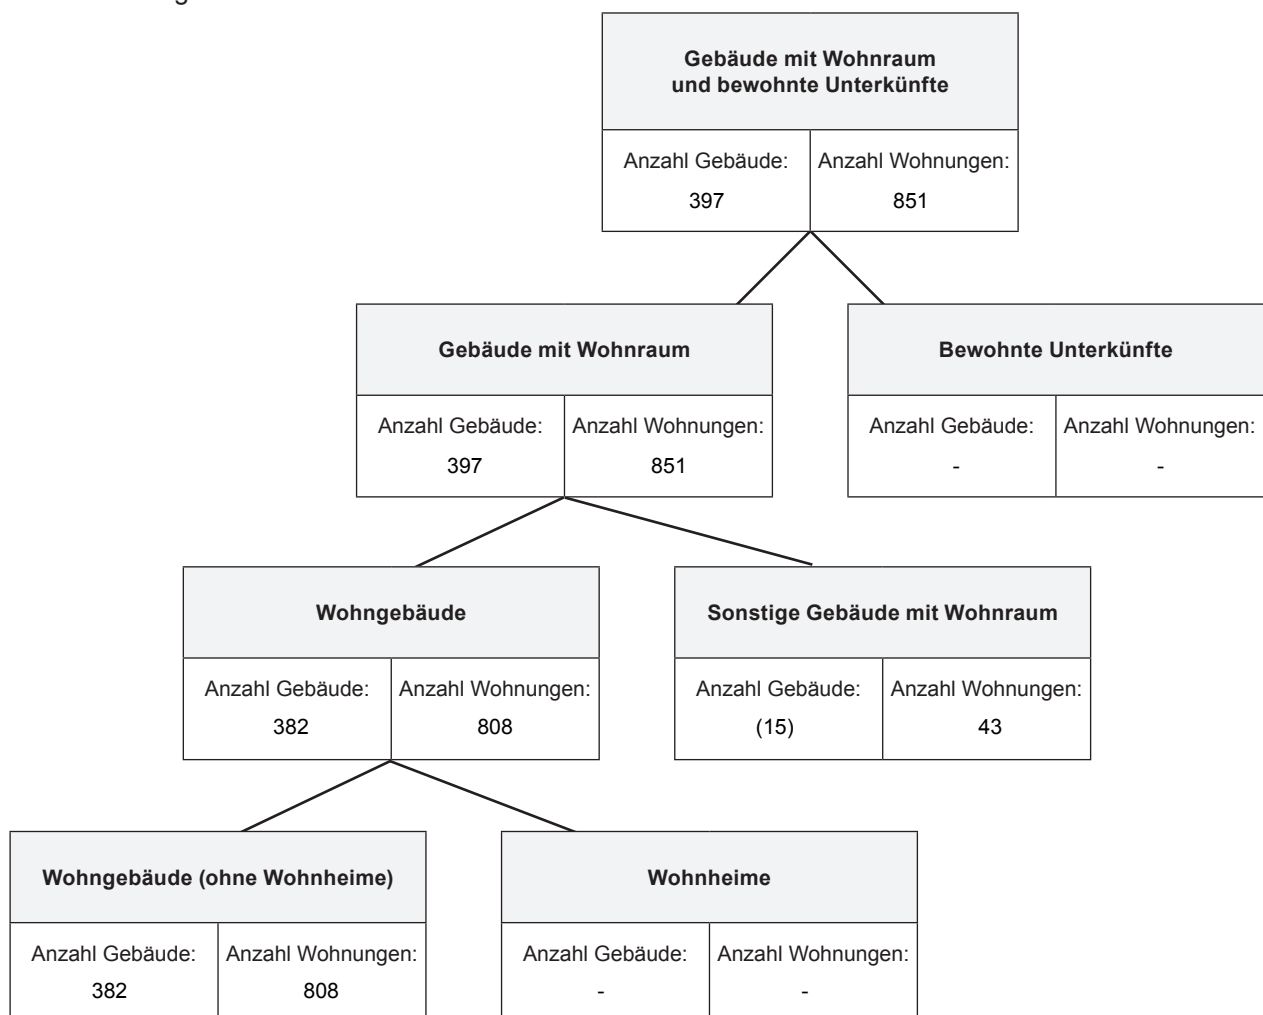 g
Gebäude mit Wohnraum
und bewohnte Unterkünfte
Anzahl Gebäude: Anzahl Wohnungen:
397 851
Gebäude mit Wohnraum Bewohnte Unterkünfte
Anzahl Gebäude: Anzahl Wohnungen: Anzahl Gebäude: Anzahl Wohnungen:
397 851 - -
Wohngebäude Sonstige Gebäude mit Wohnraum
Anzahl Gebäude: Anzahl Wohnungen: Anzahl Gebäude: Anzahl Wohnungen:
382 808 (15) 43
Wohngebäude (ohne Wohnheime) Wohnheime
Anzahl Gebäude: Anzahl Wohnungen: Anzahl Gebäude: Anzahl Wohnungen:
382 808 - -